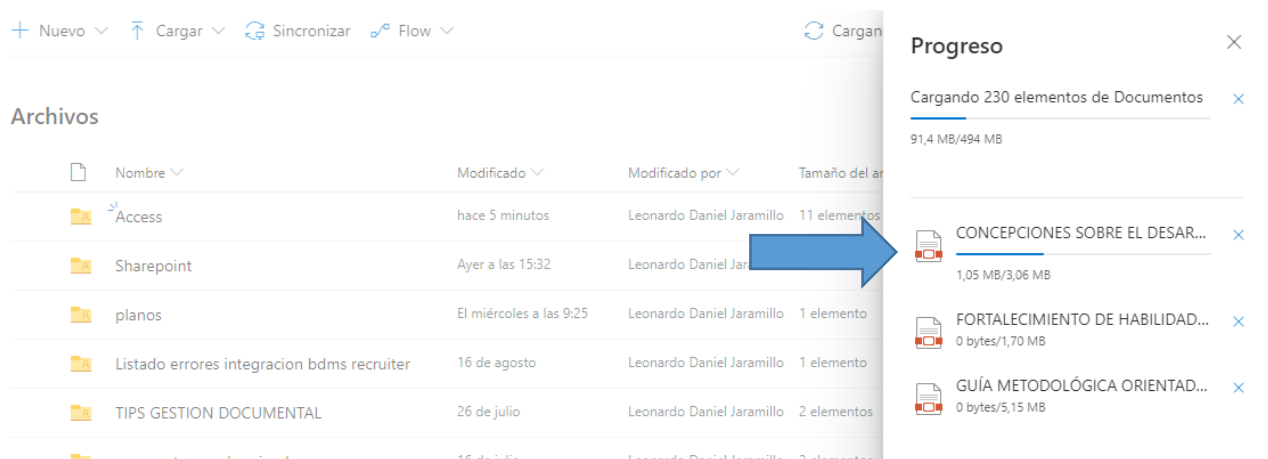 Nuevo Cargar Sincronizar Flow
Archivos
Nombre Modificado Modificado por Tamaño del
Access hace 5 minutos Leonardo Daniel Jaramillo 11 elementos
Sharepoint Ayer a las 15:32 Leonardo Daniel
planos El miércoles a las 9:25 Leonardo Daniel Jaramillo 1 elemento
Listado errores integracion bdms recruiter 16 de agosto Leonardo Daniel Jaramillo 1 elemento
TIPS GESTION DOCUMENTAL 26 de julio Leonardo Daniel Jaramillo 2 elementos
Progreso
Cargando 230 elementos de Documentos
91,4 MB/494 MB
CONCEPCIONES SOBRE EL DESAR...
1,05 MB/3,06 MB
FORTALECIMIENTO DE HABILIDAD...
0 bytes/1,70 MB
GUÍA METODOLÓGICA ORIENTAD...
0 bytes/5,15 MB